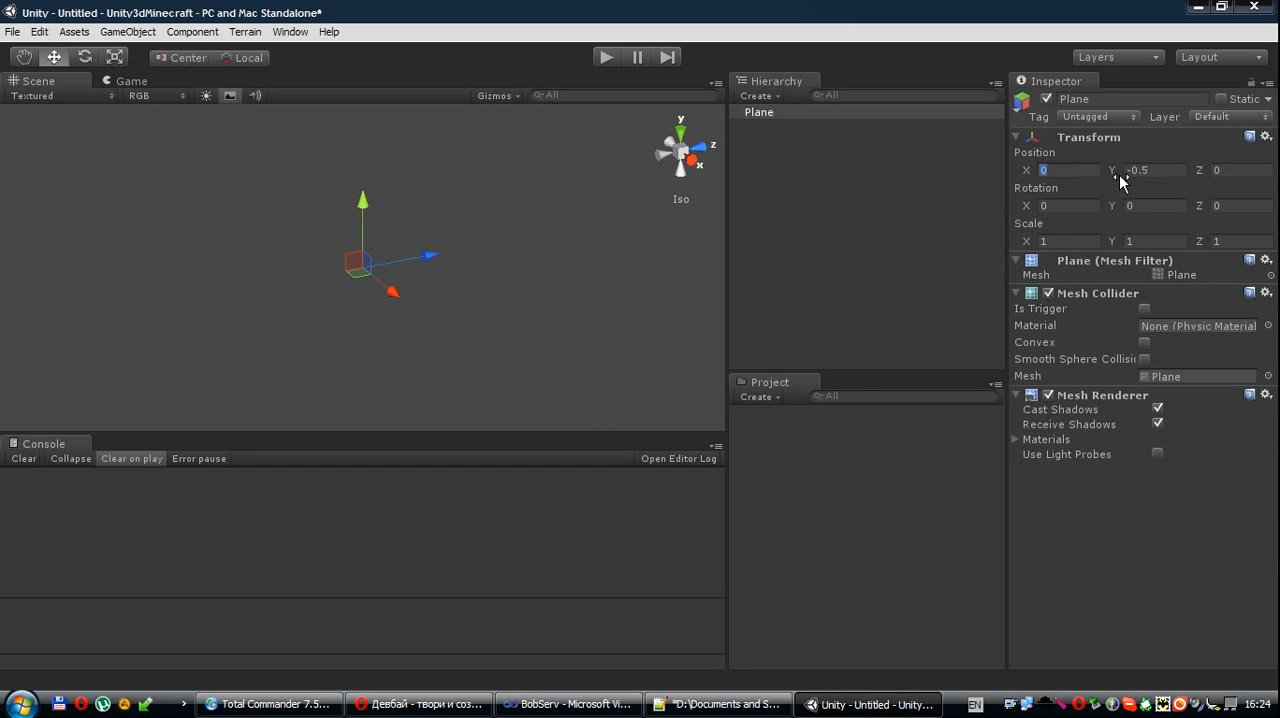 Unity - Untitled - Unity3dMinecraft - PC and Mac Standalone*
File Edit Assets GameObject Component Terrain Window Help
Center Local Layers Layout
Scene Game Hierarchy Inspector
Textured RGB Gizmos All Create All Plane Static
Plane Tag Untagged Layer Default
Transform
Position
X 0 Y -0.5 Z 0
Rotation
X 0 Y 0 Z 0
Scale
X 1 Y 1 Z 1
Plane (Mesh Filter)
Mesh Plane
Mesh Collider
Is Trigger
Material None (Physic Material
Convex
Smooth Sphere Collisio
Mesh Plane
Mesh Renderer
Cast Shadows
Receive Shadows
Materials
Use Light Probes
y
z
x
Iso
Project
Create All
Console
Clear Collapse Clear on play Error pause Open Editor Log
Total Commander 7.5... Девбай - твори и соз... BobServ - Microsoft Vi... *D:\Documents and S... Unity - Untitled - Unity... EN 16:24